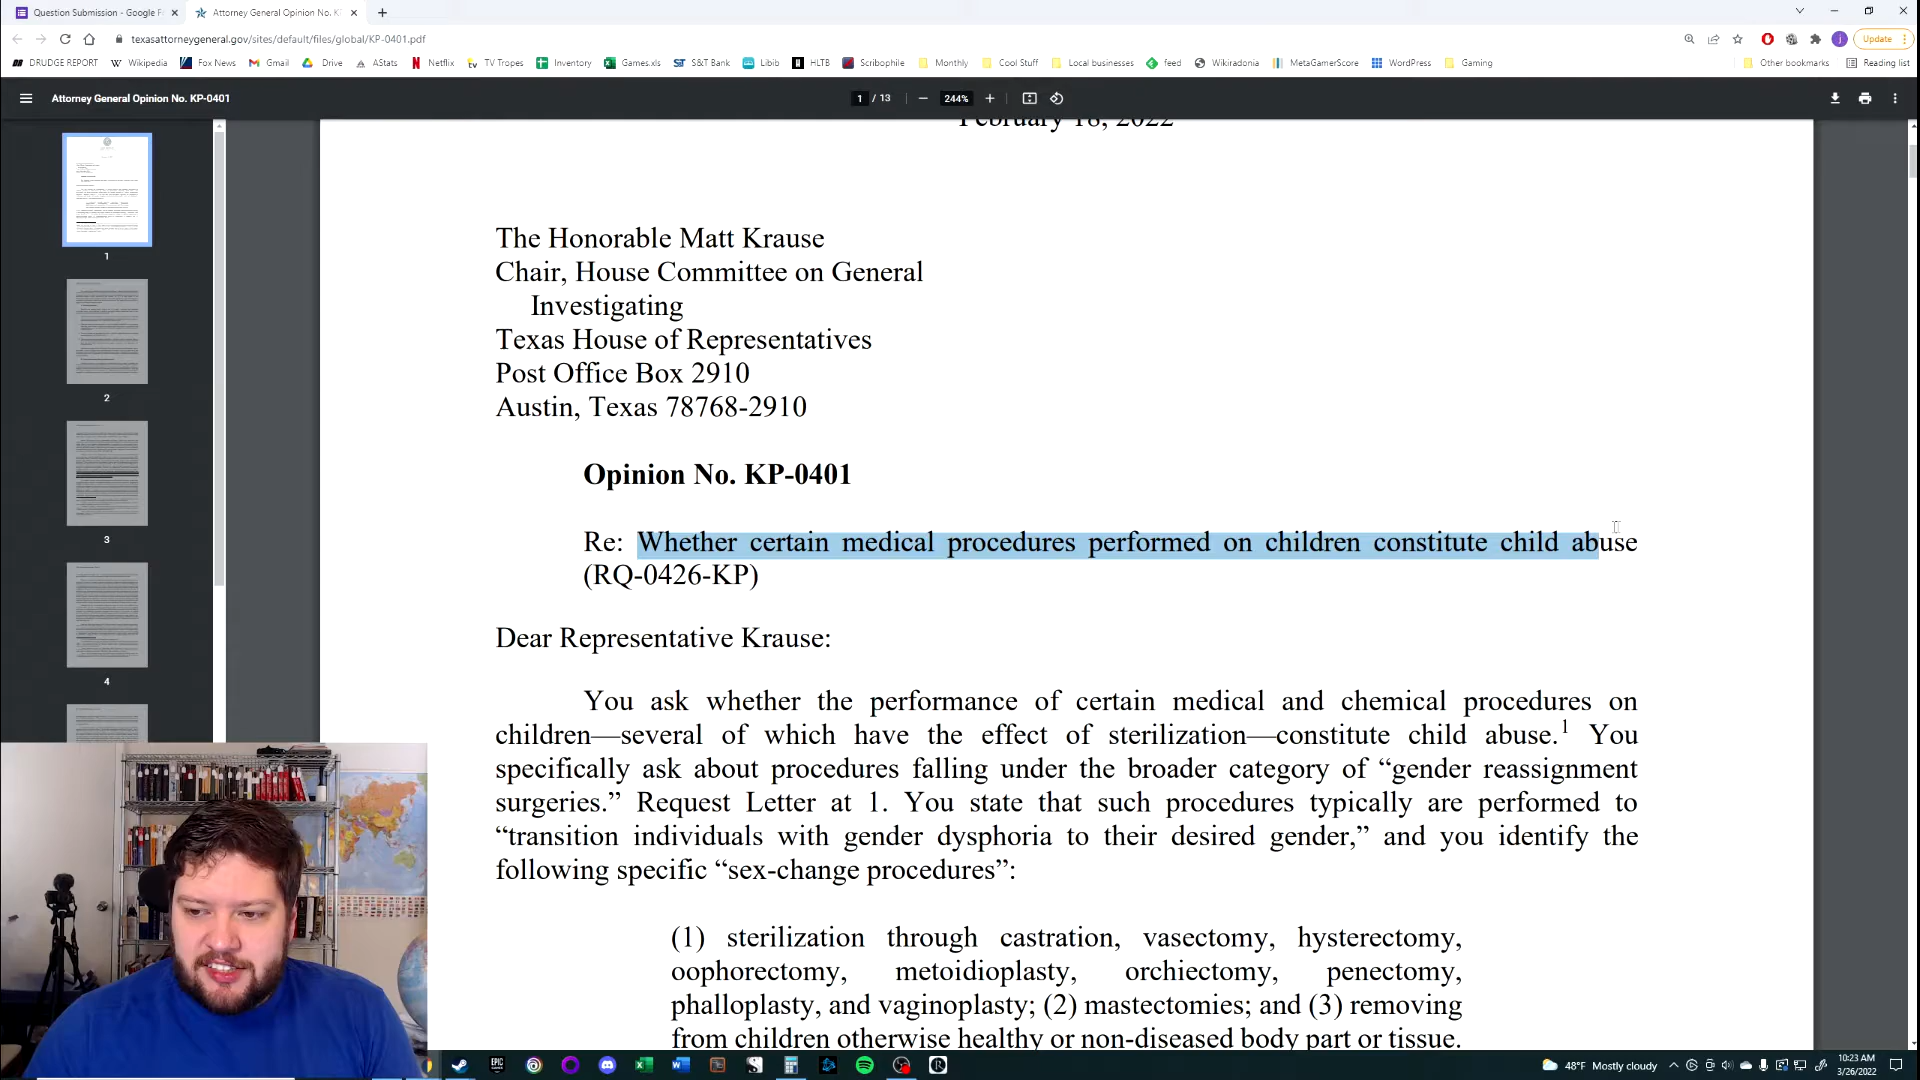 Question Submission - Google F
Attorney General Opinion No. K
texasattorneygeneral.gov/sites/default/files/global/KP-0401.pdf
Update
DRUDGE REPORT
Wikipedia
Fox News
Gmail
Drive
AStats
Netflix
TV Tropes
Inventory
Games.xls
S&T Bank
Libib
HLTB
Scribophile
Monthly
Cool Stuff
Local businesses
feed
Wikiradonia
MetaGamerScore
WordPress
Gaming
Other bookmarks
Reading list
Attorney General Opinion No. KP-0401
1 / 13
244%
February 18, 2022
The Honorable Matt Krause
Chair, House Committee on General
Investigating
Texas House of Representatives
Post Office Box 2910
Austin, Texas 78768-2910
Opinion No. KP-0401
Re: Whether certain medical procedures performed on children constitute child abuse
(RQ-0426-KP)
Dear Representative Krause:
You ask whether the performance of certain medical and chemical procedures on
children—several of which have the effect of sterilization—constitute child abuse.1 You
specifically ask about procedures falling under the broader category of “gender reassignment
surgeries.” Request Letter at 1. You state that such procedures typically are performed to
“transition individuals with gender dysphoria to their desired gender,” and you identify the
following specific “sex-change procedures”:
(1) sterilization through castration, vasectomy, hysterectomy,
oophorectomy, metoidioplasty, orchiectomy, penectomy,
phalloplasty, and vaginoplasty; (2) mastectomies; and (3) removing
from children otherwise healthy or non-diseased body part or tissue.
1
2
3
4
48°F Mostly cloudy
10:23 AM
3/26/2022